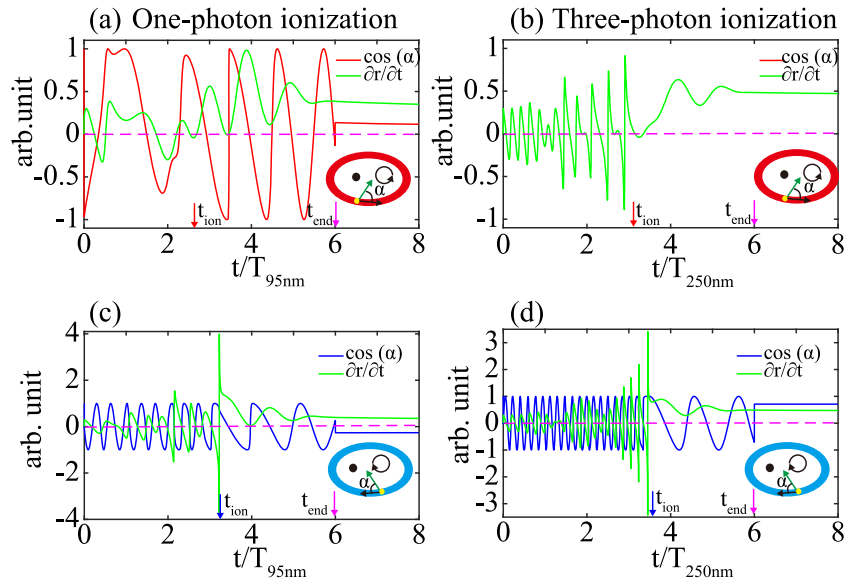 (a) One-photon ionization
(b) Three-photon ionization
1
0.5
0
-0.5
-1
arb.unit
cos (α)
∂r/∂t
α
t_ion
t_end
0 2 4 6 8
t/T_95nm
1
0.5
0
-0.5
-1
arb.unit
cos (α)
∂r/∂t
α
t_ion
t_end
0 2 4 6 8
t/T_250nm
(c)
4
2
0
-2
-4
arb. unit
cos (α)
∂r/∂t
α
t_ion
t_end
0 2 4 6 8
t/T_95nm
(d)
3
2
1
0
-1
-2
-3
arb. unit
cos (α)
∂r/∂t
α
t_ion
t_end
0 2 4 6 8
t/T_250nm